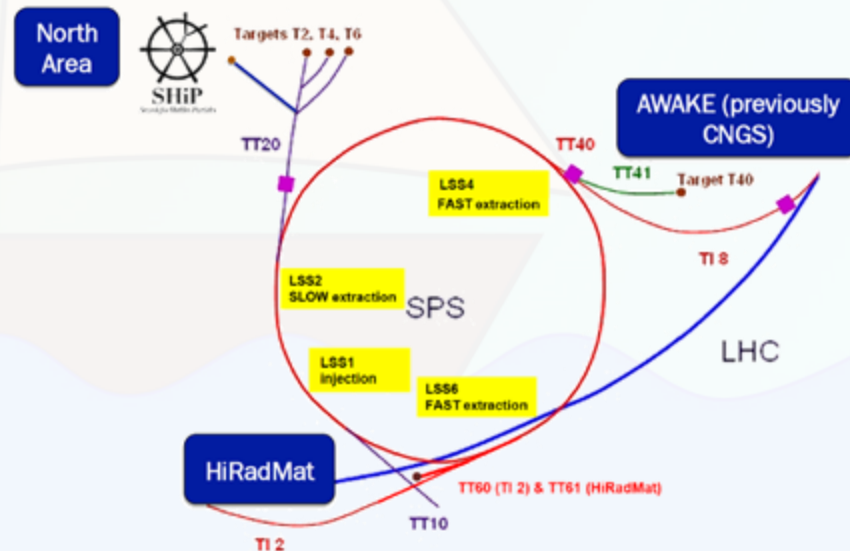 North
Area
SHiP
Targets T2, T4, T6
TT20
AWAKE (previously
CNGS)
TT40
TT41
Target T40
LSS4
FAST extraction
TI 8
LSS2
SLOW extraction
SPS
LHC
LSS1
injection
LSS6
FAST extraction
HiRadMat
TT60 (TI 2) & TT61 (HiRadMat)
TT10
TI 2